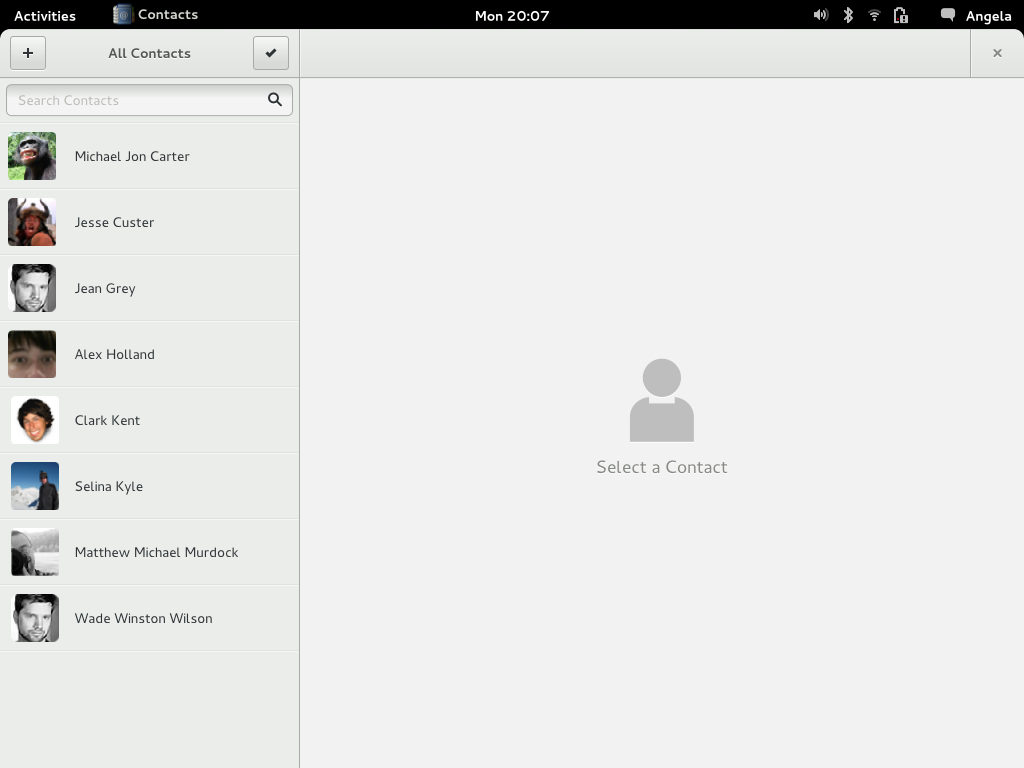 Activities Contacts Mon 20:07 Angela
All Contacts
Search Contacts
Michael Jon Carter
Jesse Custer
Jean Grey
Alex Holland
Clark Kent
Selina Kyle
Matthew Michael Murdock
Wade Winston Wilson
Select a Contact